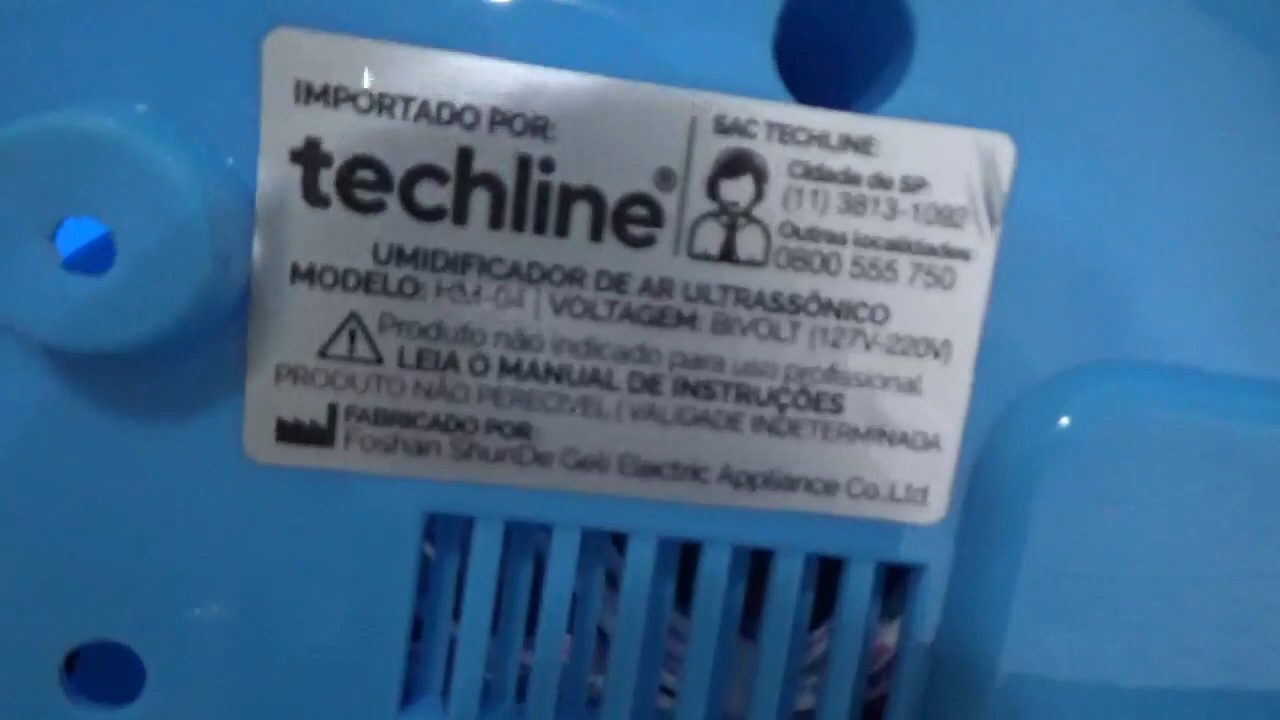 IMPORTADO POR:
techline®
SAC TECHLINE:
Cidade de SP:
(11) 3813-1092
Outras localidades
0800 555 750
UMIDIFICADOR DE AR ULTRASSÔNICO
MODELO: HM-04 | VOLTAGEM: BIVOLT (127V-220V)
Produto não indicado para uso profissional.
LEIA O MANUAL DE INSTRUÇÕES
PRODUTO NÃO PERECÍVEL | VALIDADE INDETERMINADA
FABRICADO POR
Foshan ShunDe Geli Electric Appliance Co.,Ltd